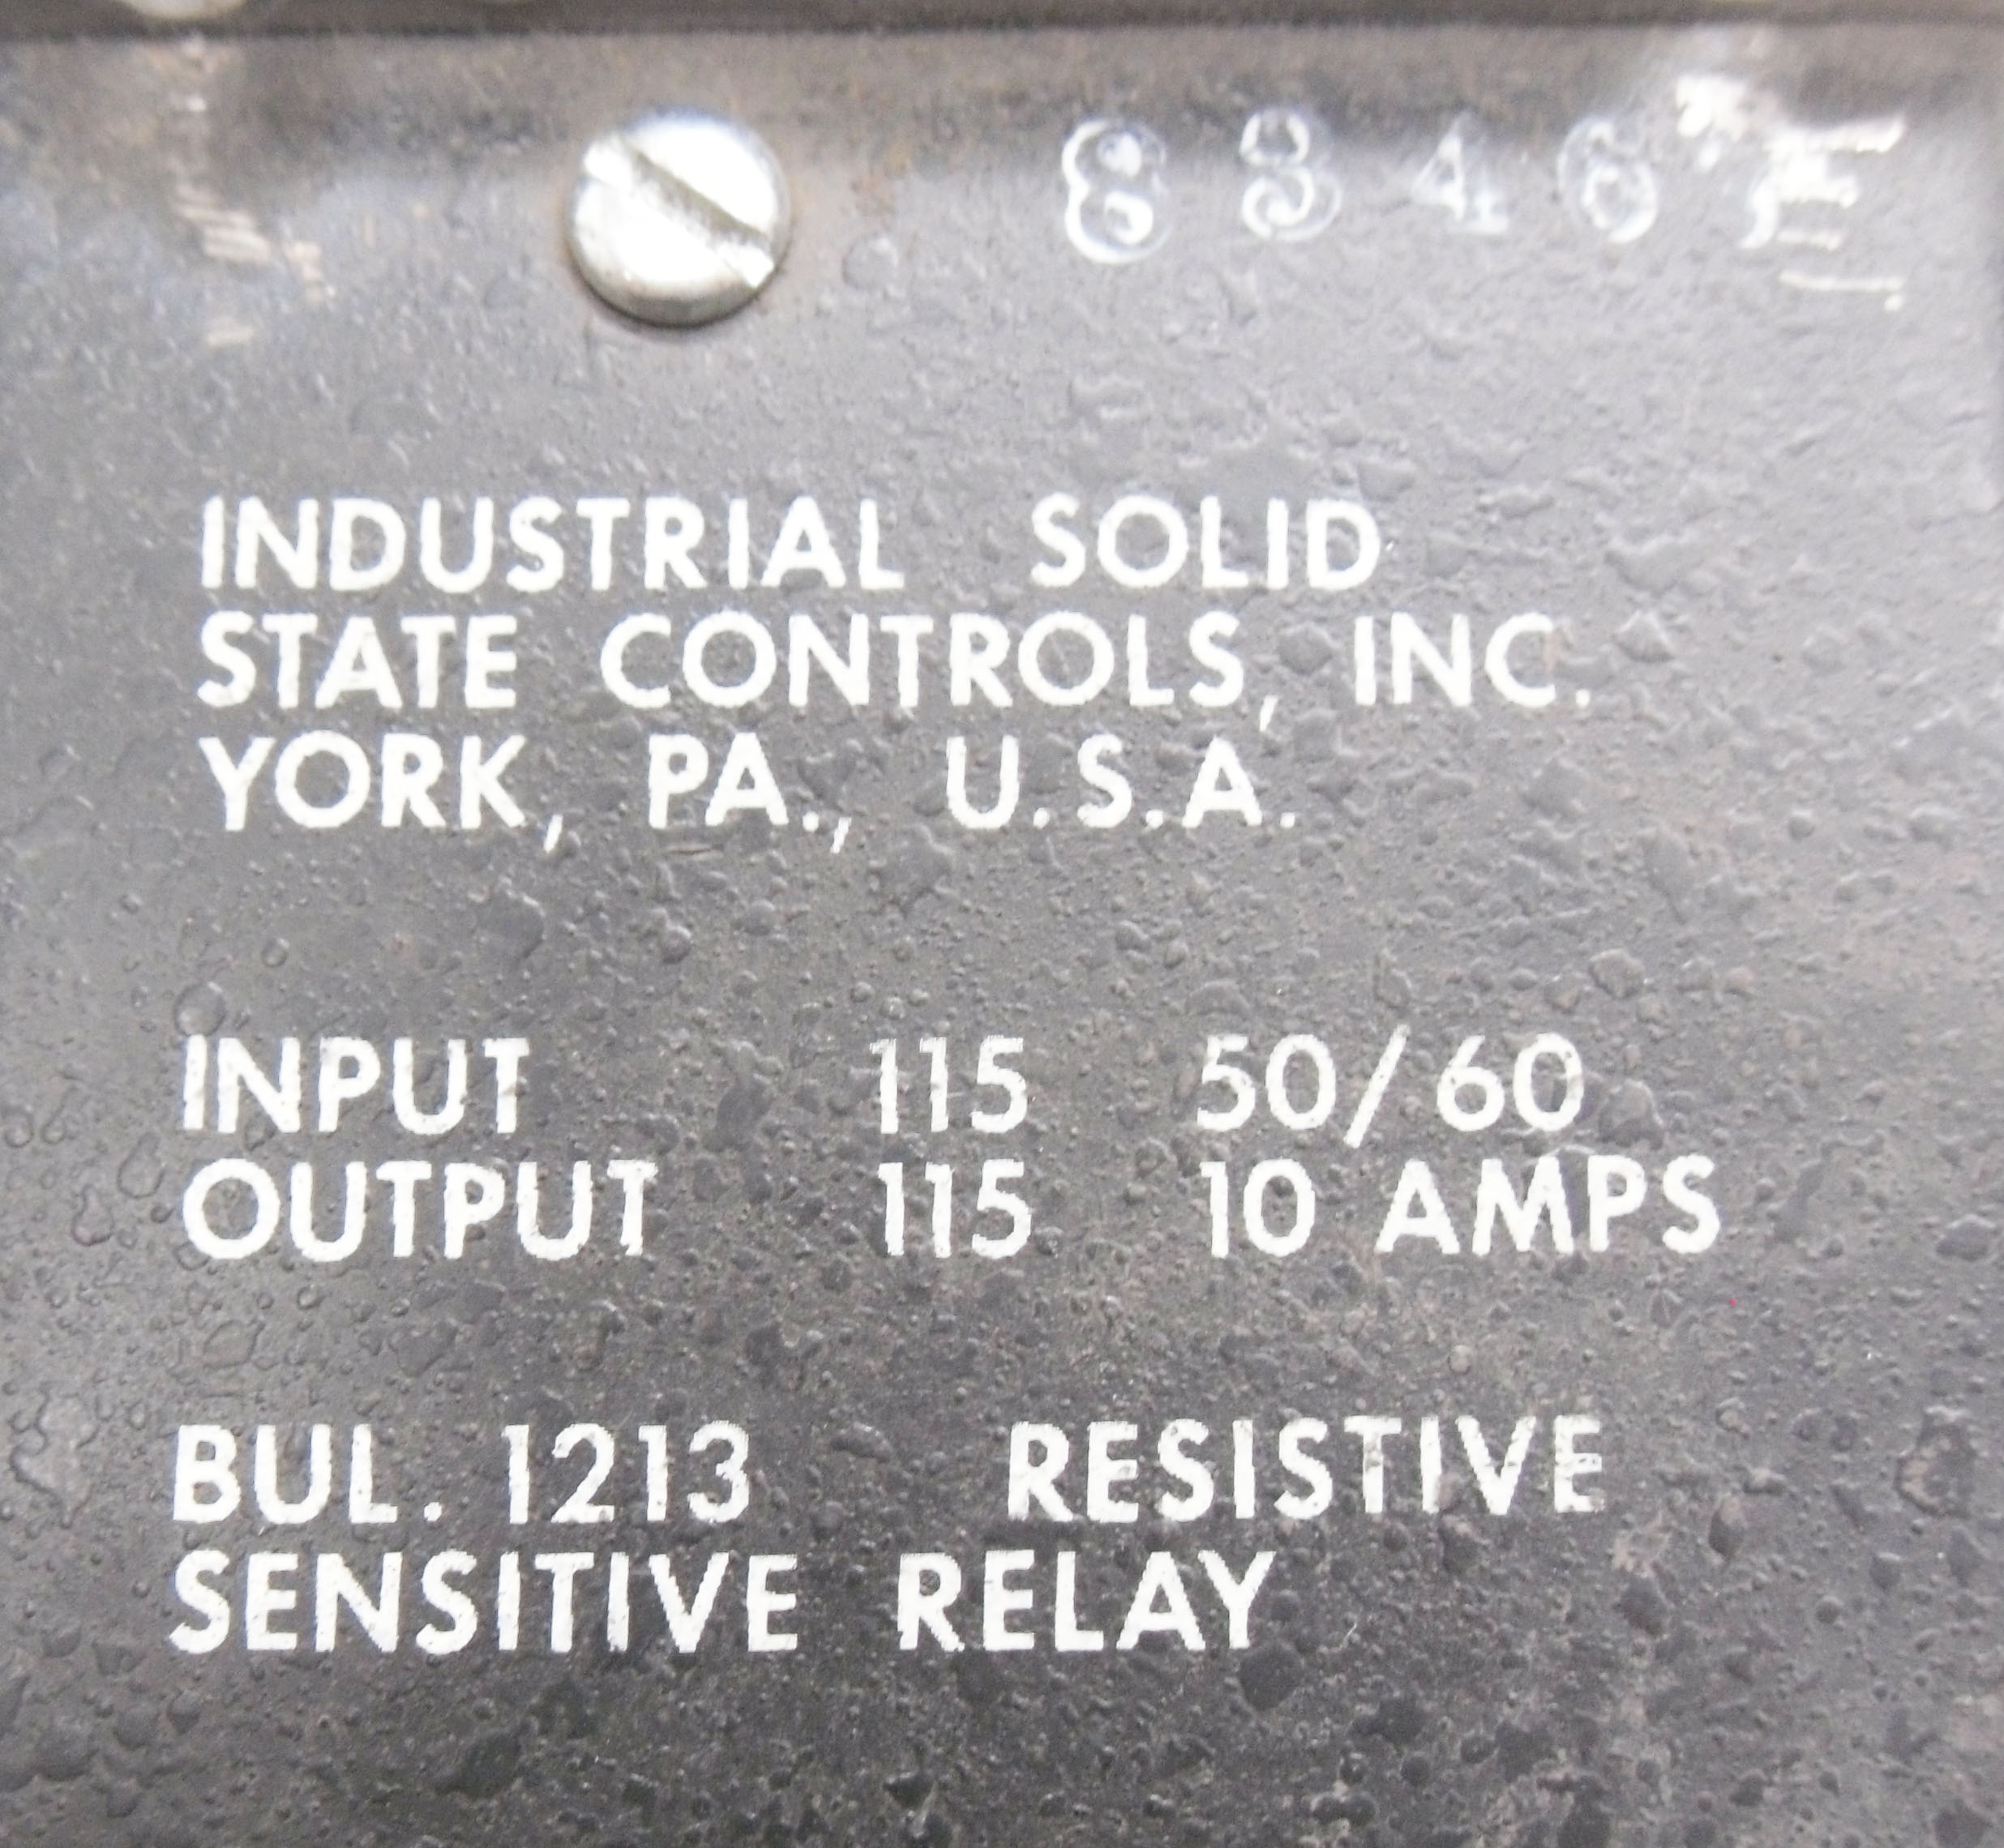 INDUSTRIAL SOLID
STATE CONTROLS, INC.
YORK, PA., U.S.A.
INPUT 115 50/60
OUTPUT 115 10 AMPS
BUL. 1213 RESISTIVE
SENSITIVE RELAY